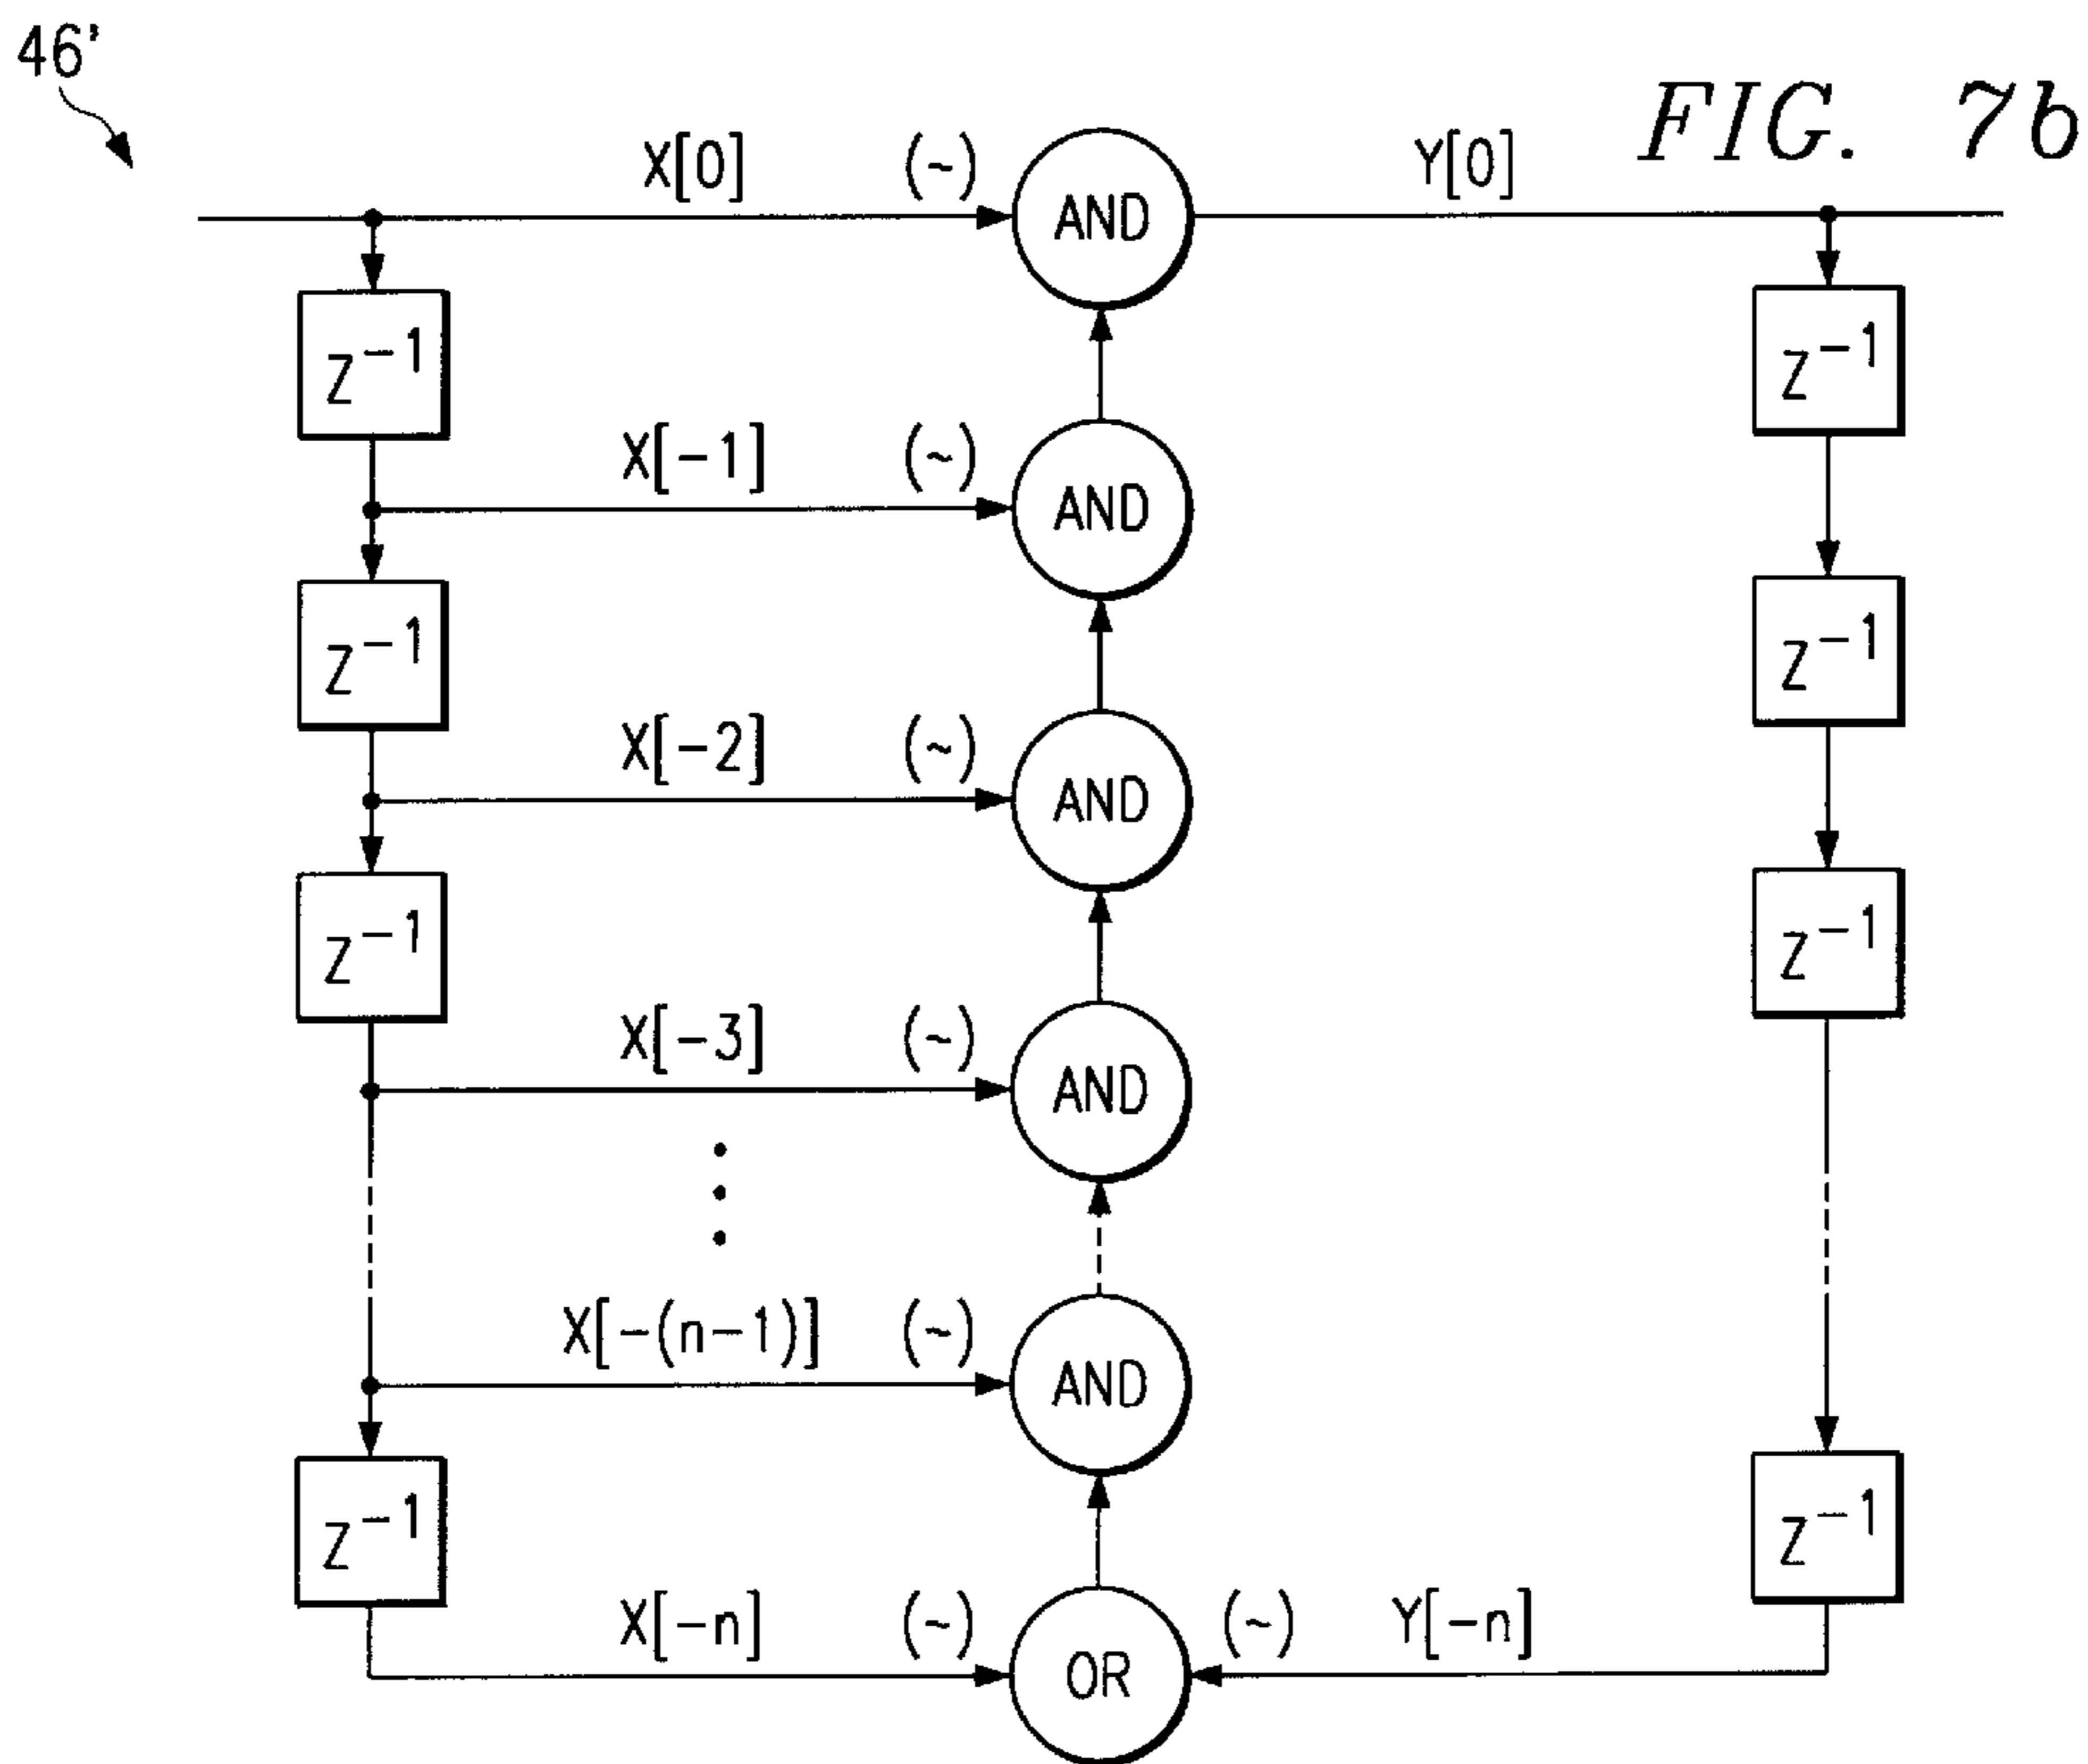 46'
FIG. 7b
X[0] (~) AND Y[0]
Z-1 Z-1
X[-1] (~) AND
Z-1 Z-1
X[-2] (~) AND
Z-1 Z-1
X[-3] (~) AND
X[-(n-1)] (~) AND
Z-1 Z-1
X[-n] (~) OR (~) Y[-n]